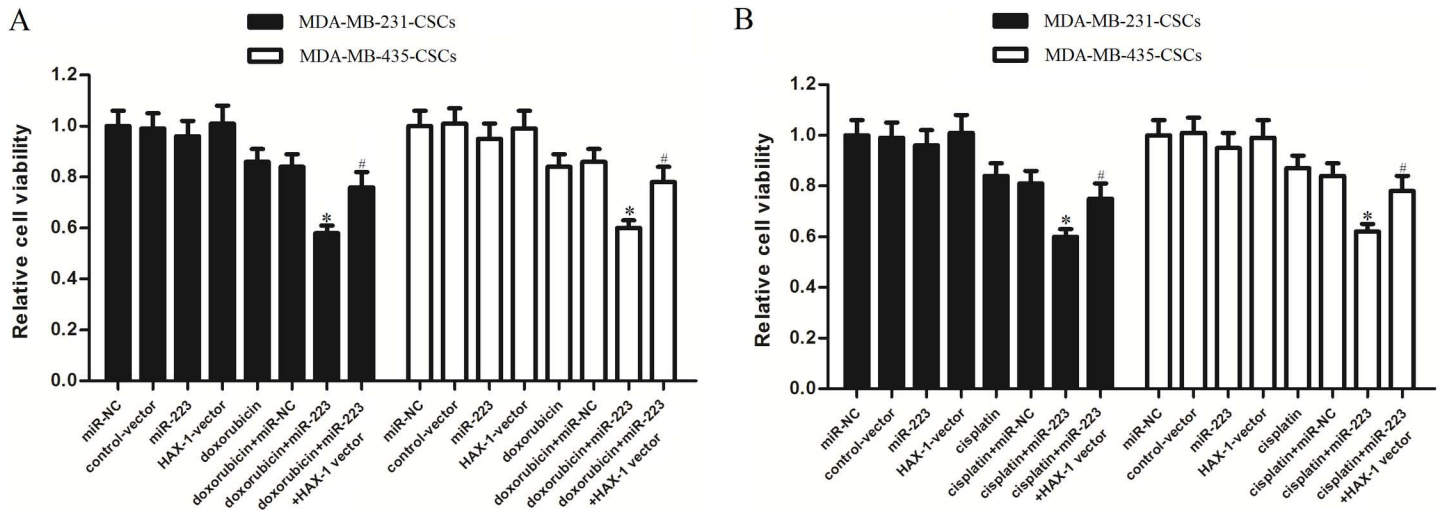 A
MDA-MB-231-CSCs
MDA-MB-435-CSCs
Relative cell viability
1.2
1.0
0.8
0.6
0.4
0.2
0.0
*
#
*
#
miR-NC
control-vector
miR-223
HAX-1-vector
doxorubicin
doxorubicin+miR-NC
doxorubicin+miR-223
doxorubicin+miR-223
+HAX-1 vector
miR-NC
control-vector
miR-223
HAX-1-vector
doxorubicin
doxorubicin+miR-NC
doxorubicin+miR-223
doxorubicin+miR-223
+HAX-1 vector
B
MDA-MB-231-CSCs
MDA-MB-435-CSCs
Relative cell viability
1.2
1.0
0.8
0.6
0.4
0.2
0.0
*
#
*
#
miR-NC
control-vector
miR-223
HAX-1-vector
cisplatin
cisplatin+miR-NC
cisplatin+miR-223
cisplatin+miR-223
+HAX-1 vector
miR-NC
control-vector
miR-223
HAX-1-vector
cisplatin
cisplatin+miR-NC
cisplatin+miR-223
cisplatin+miR-223
+HAX-1 vector